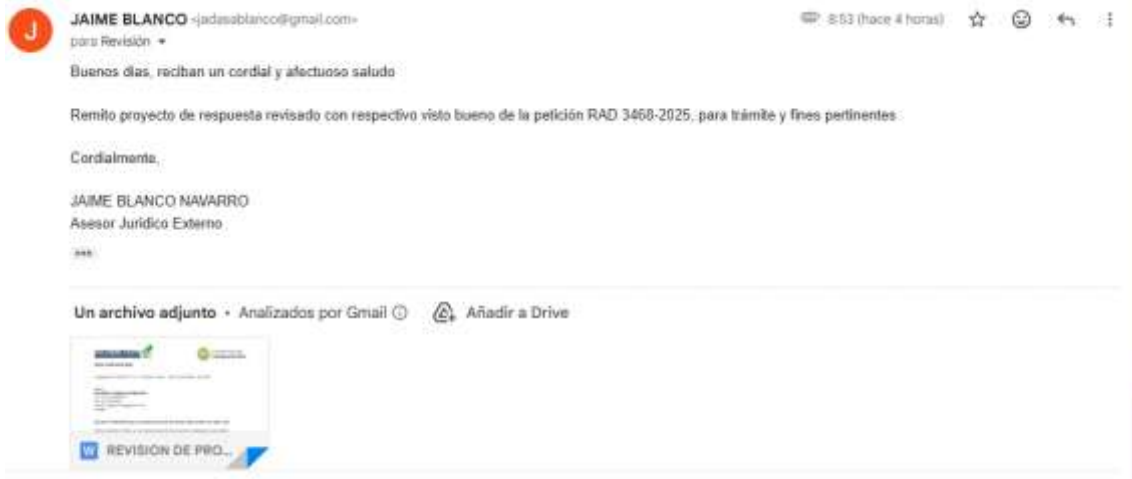 J
JAIME BLANCO <jadasablanco@gmail.com>
8:53 (hace 4 horas)
para Revisión
Buenos días, reciban un cordial y afectuoso saludo
Remito proyecto de respuesta revisado con respectivo visto bueno de la petición RAD 3468-2025, para trámite y fines pertinentes
Cordialmente,
JAIME BLANCO NAVARRO
Asesor Jurídico Externo
Un archivo adjunto • Analizados por Gmail
Añadir a Drive
W REVISION DE PRO...